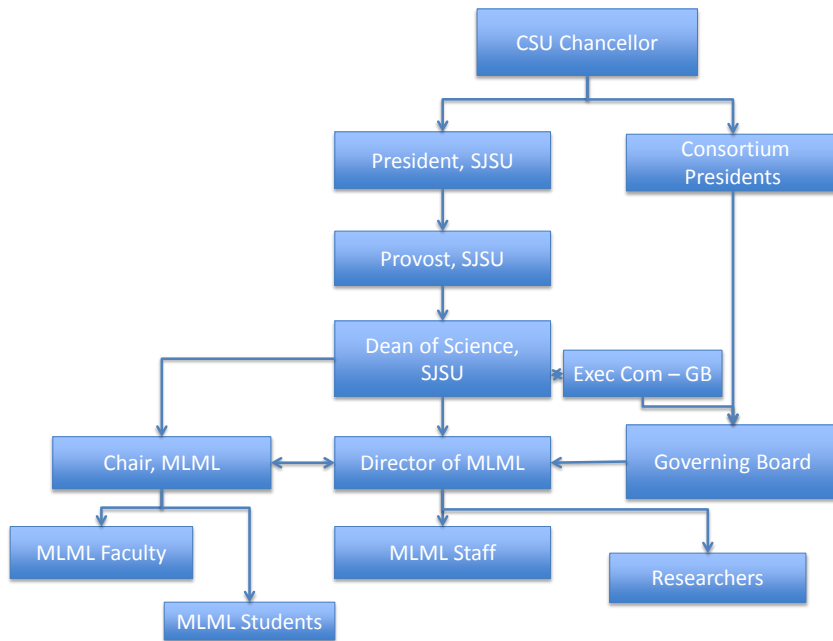 CSU Chancellor
President, SJSU
Consortium
Presidents
Provost, SJSU
Dean of Science,
SJSU
Exec Com – GB
Chair, MLML
Director of MLML
Governing Board
MLML Faculty
MLML Staff
Researchers
MLML Students